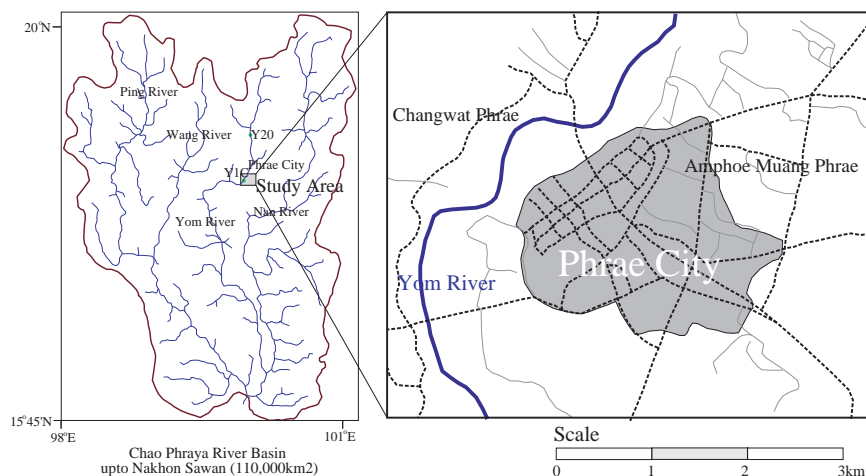 20°N
Ping River
Wang River
Y20
Phrae City
Y1C
Study Area
Yom River
Nan River
15°45N
98°E
101°E
Chao Phraya River Basin
upto Nakhon Sawan (110,000km2)
Changwat Phrae
Amphoe Muang Phrae
Phrae City
Yom River
Scale
0 1 2 3km